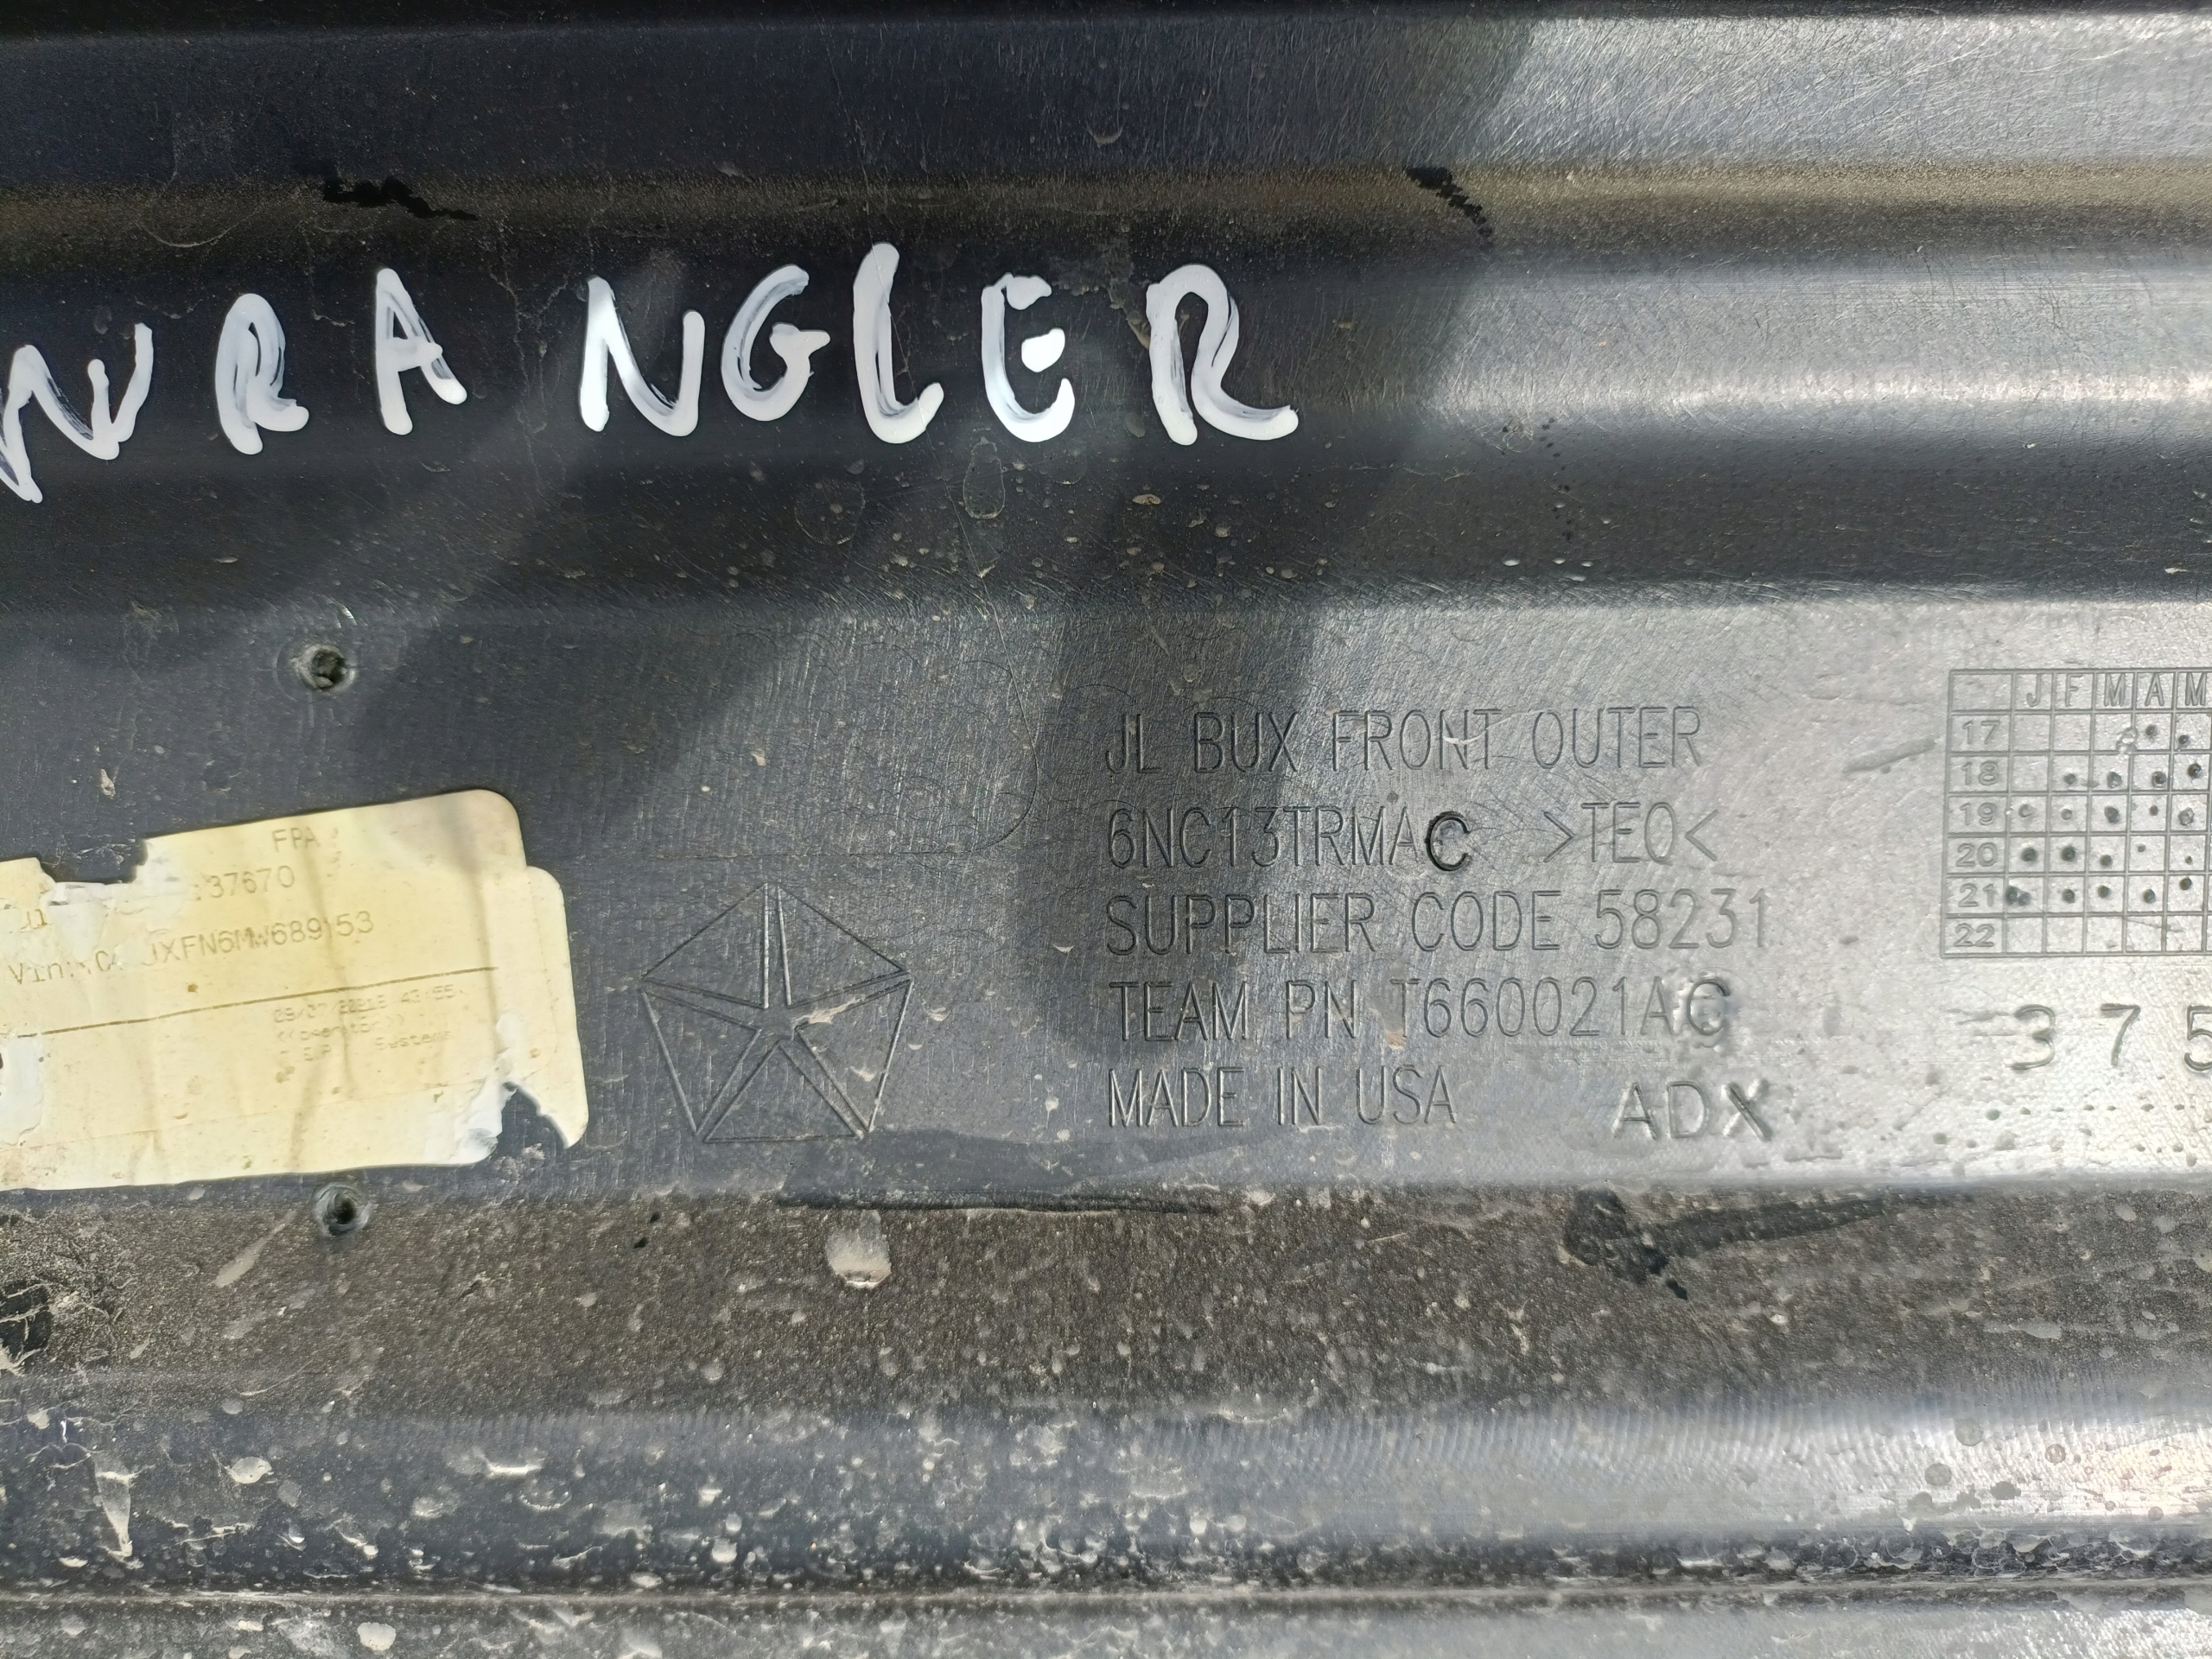 WRANGLER
JL BUX FRONT OUTER
6NC13TRMAC >TEO<
SUPPLIER CODE 58231
TEAM PN T660021AC
MADE IN USA ADX
J F M A M
17
18
19
20
21
22
375
FPA
:37670
JXFN6MW689153